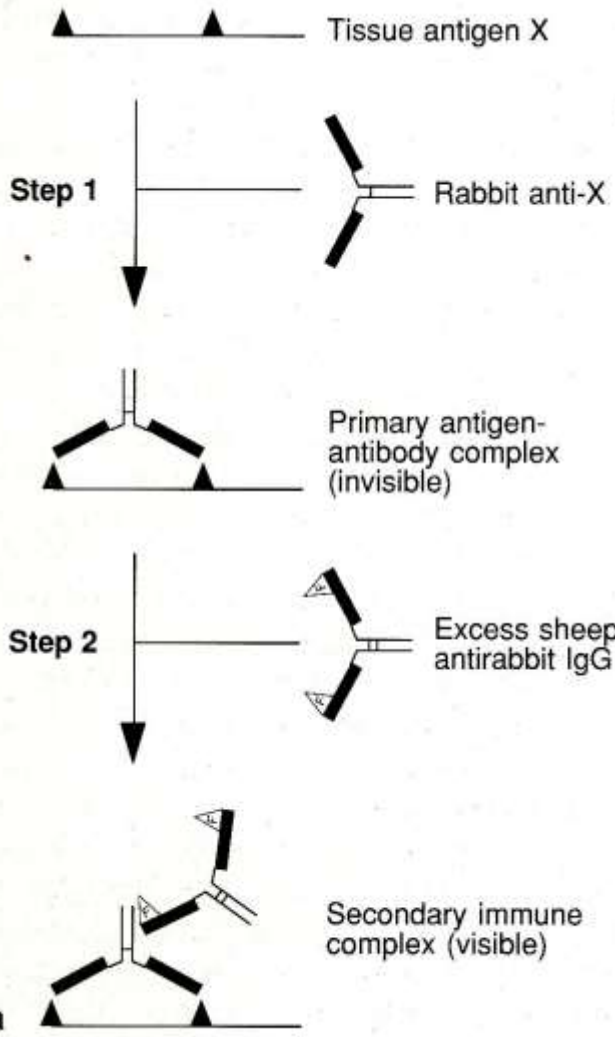 Tissue antigen X
Step 1
Rabbit anti-X
Primary antigen-
antibody complex
(invisible)
Step 2
Excess sheep
antirabbit IgG
Secondary immune
complex (visible)